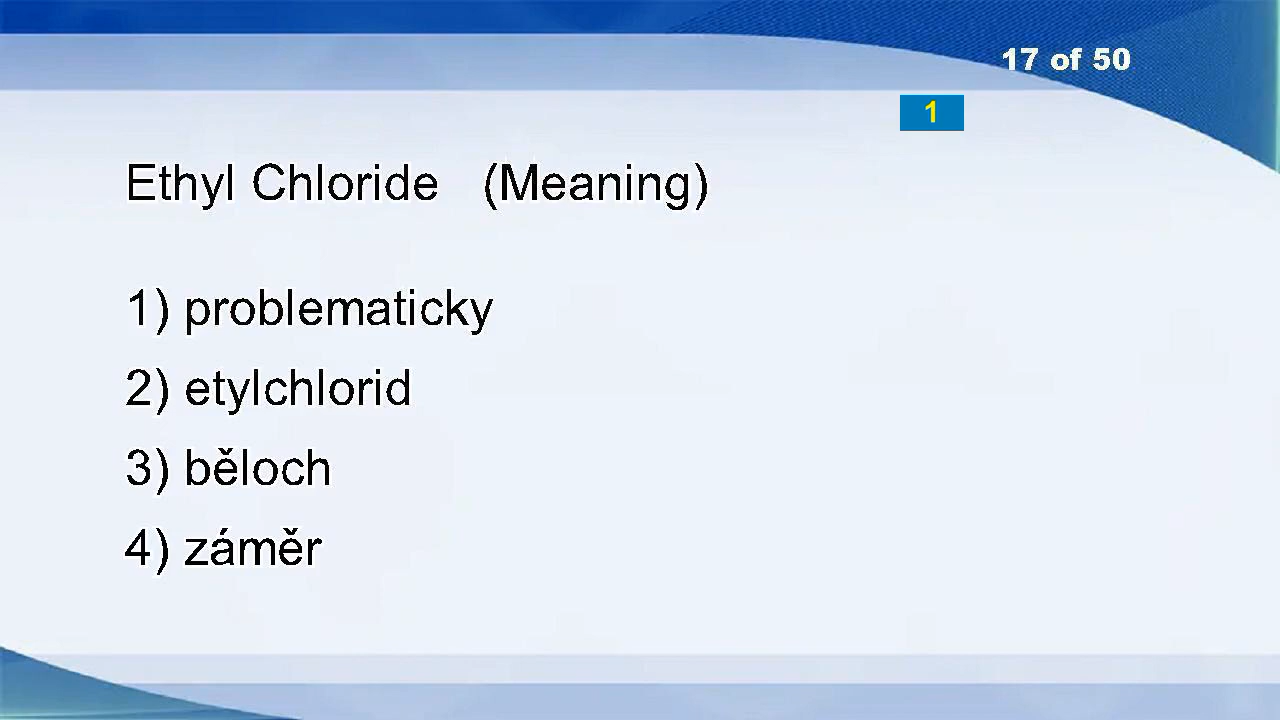 17 of 50
1
Ethyl Chloride (Meaning)
1) problematicky
2) etylchlorid
3) běloch
4) záměr